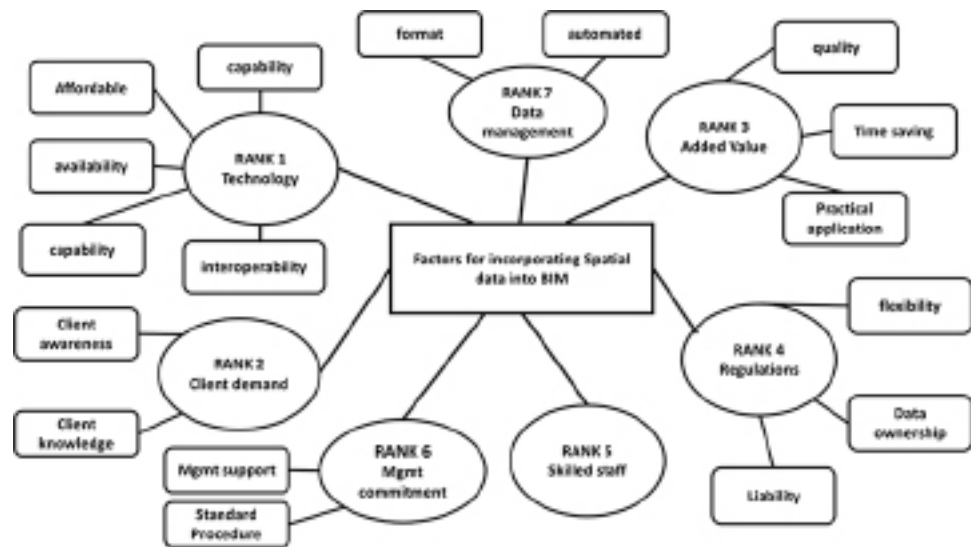 format
automated
quality
capability
Affordable
RANK 7
Data
management
RANK 3
Added Value
Time saving
RANK 1
Technology
availability
Practical
application
capability
interoperability
Factors for incorporating Spatial
data into BIM
flexibility
Client
awareness
RANK 2
Client demand
RANK 4
Regulations
Client
knowledge
Data
ownership
RANK 6
Mgmt
commitment
RANK 5
Skilled staff
Mgmt support
Liability
Standard
Procedure